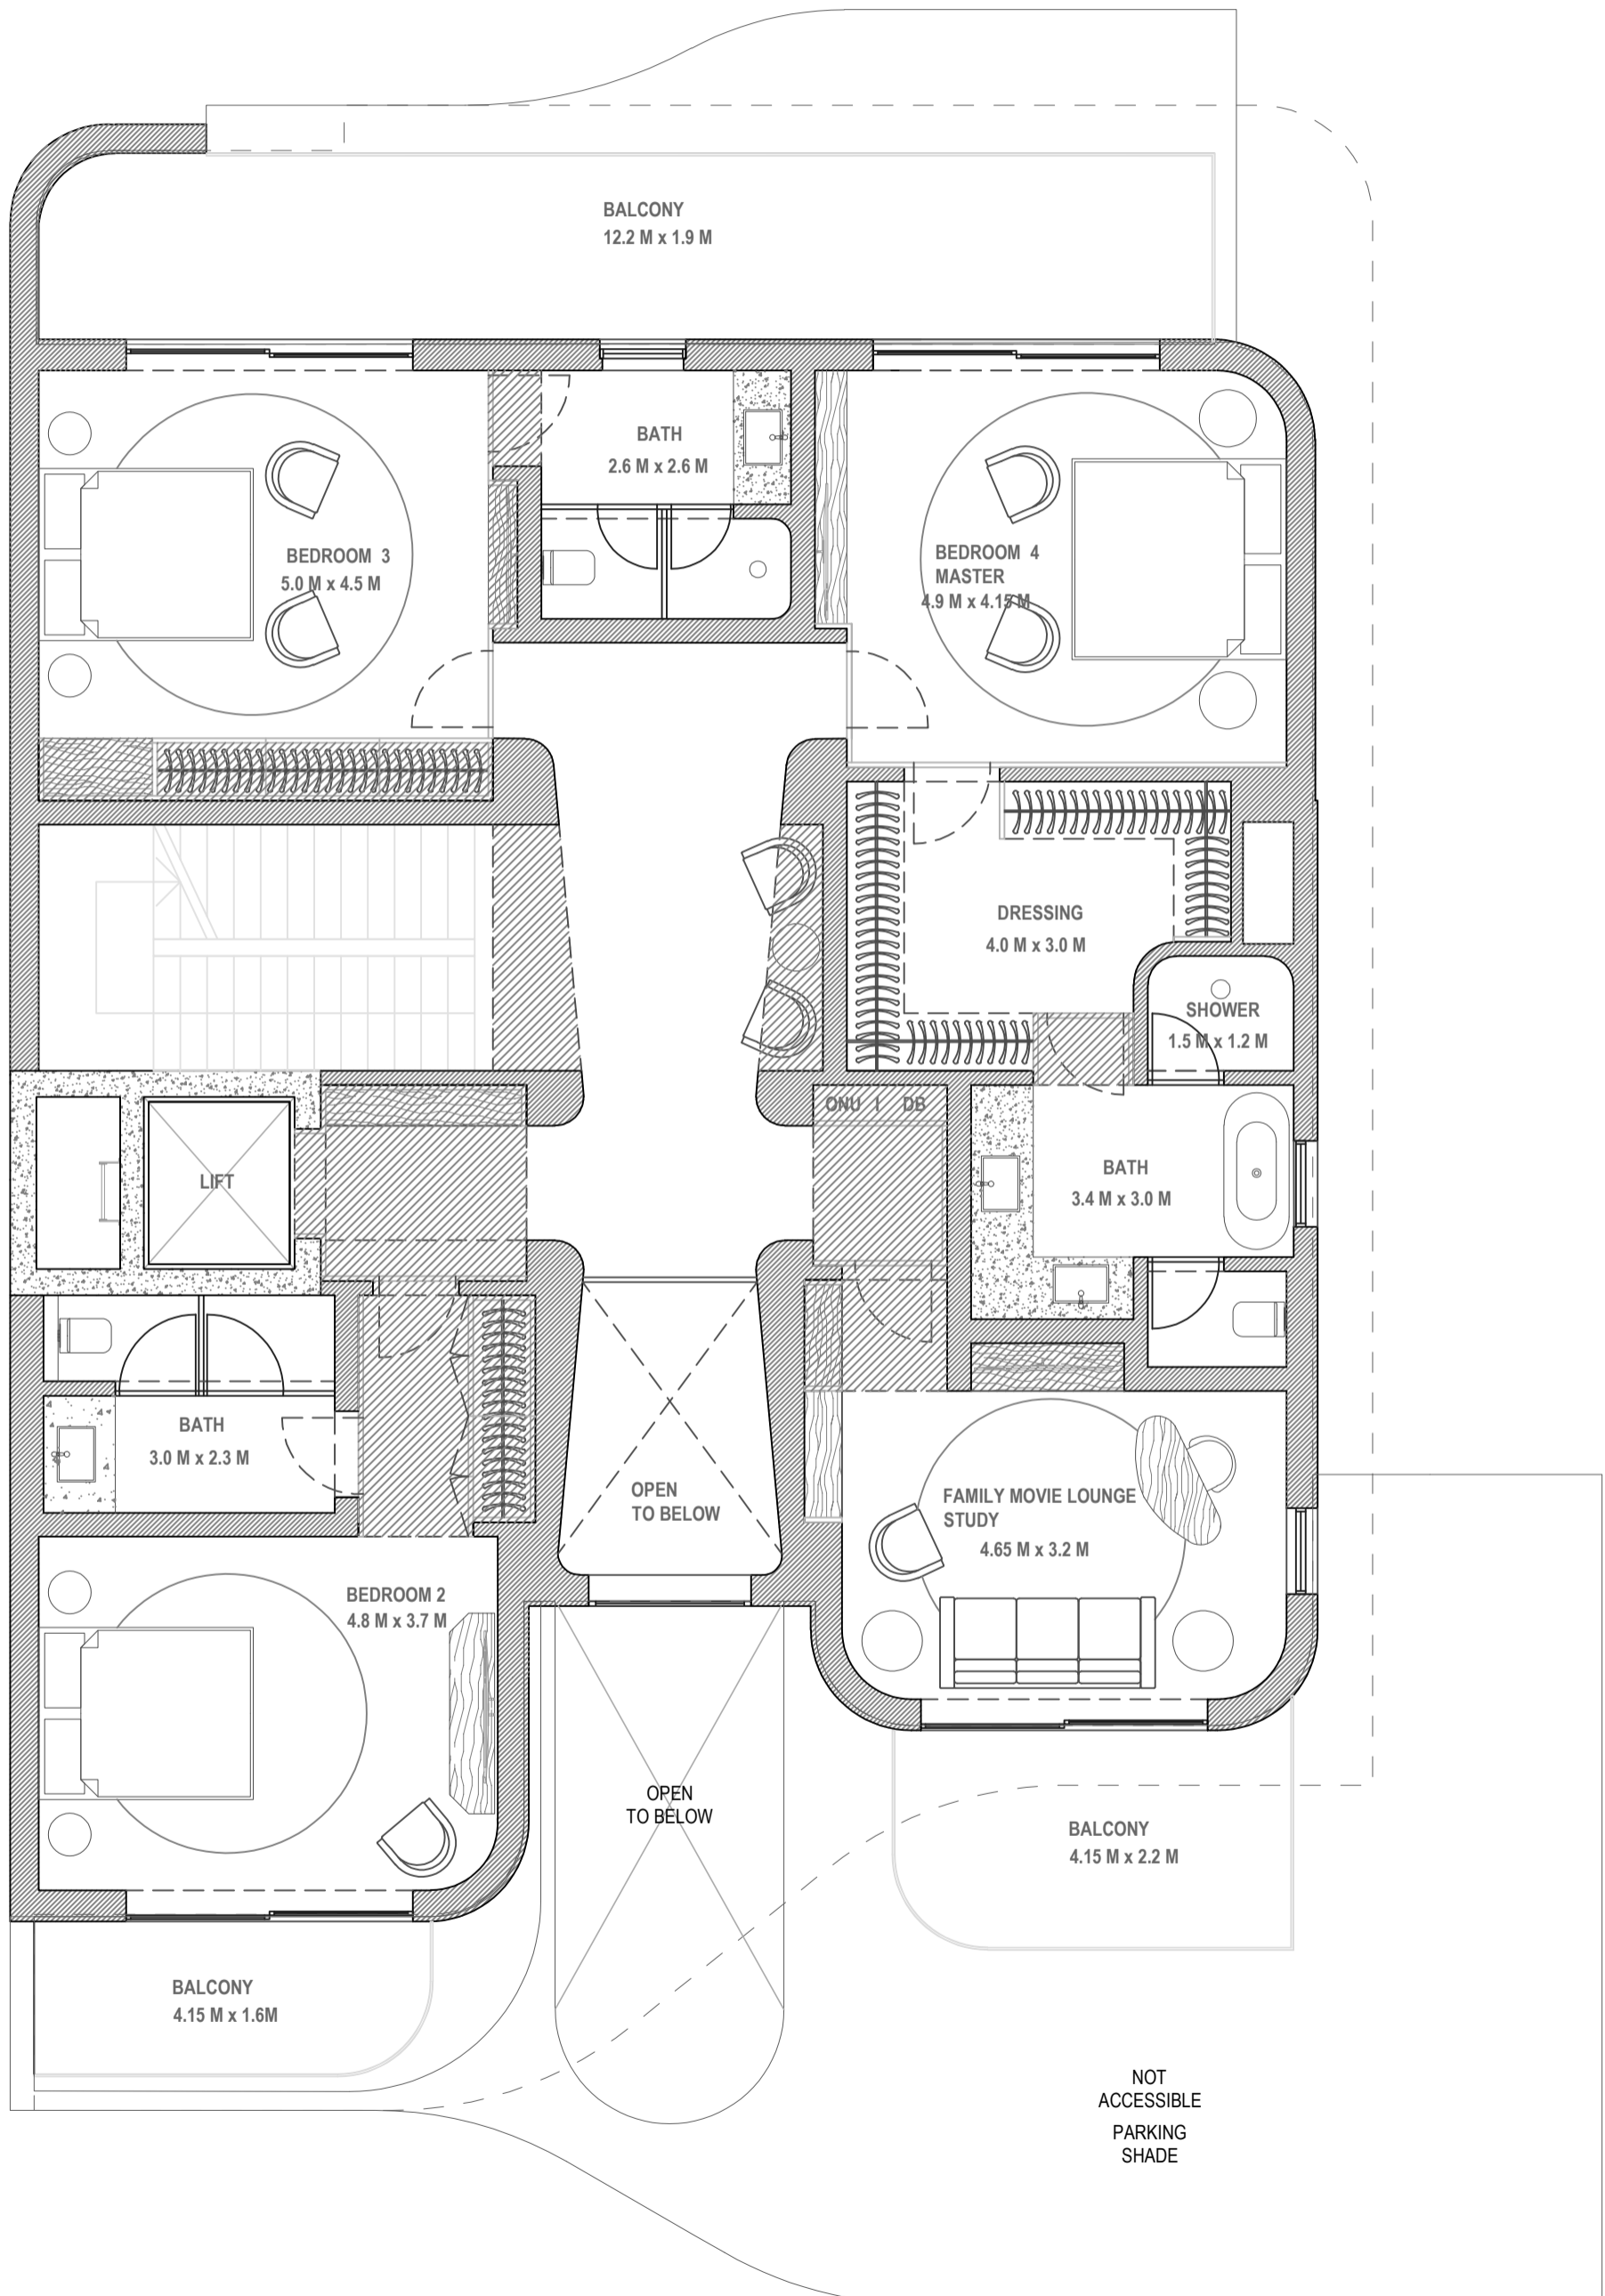 BALCONY
12.2 M x 1.9 M
BATH
2.6 M x 2.6 M
BEDROOM 3
5.0 M x 4.5 M
BEDROOM 4
MASTER
4.9 M x 4.15 M
DRESSING
4.0 M x 3.0 M
SHOWER
1.5 M x 1.2 M
ONU I DB
LIFT
BATH
3.4 M x 3.0 M
BATH
3.0 M x 2.3 M
OPEN
TO BELOW
FAMILY MOVIE LOUNGE
STUDY
4.65 M x 3.2 M
BEDROOM 2
4.8 M x 3.7 M
OPEN
TO BELOW
BALCONY
4.15 M x 2.2 M
BALCONY
4.15 M x 1.6M
NOT
ACCESSIBLE
PARKING
SHADE